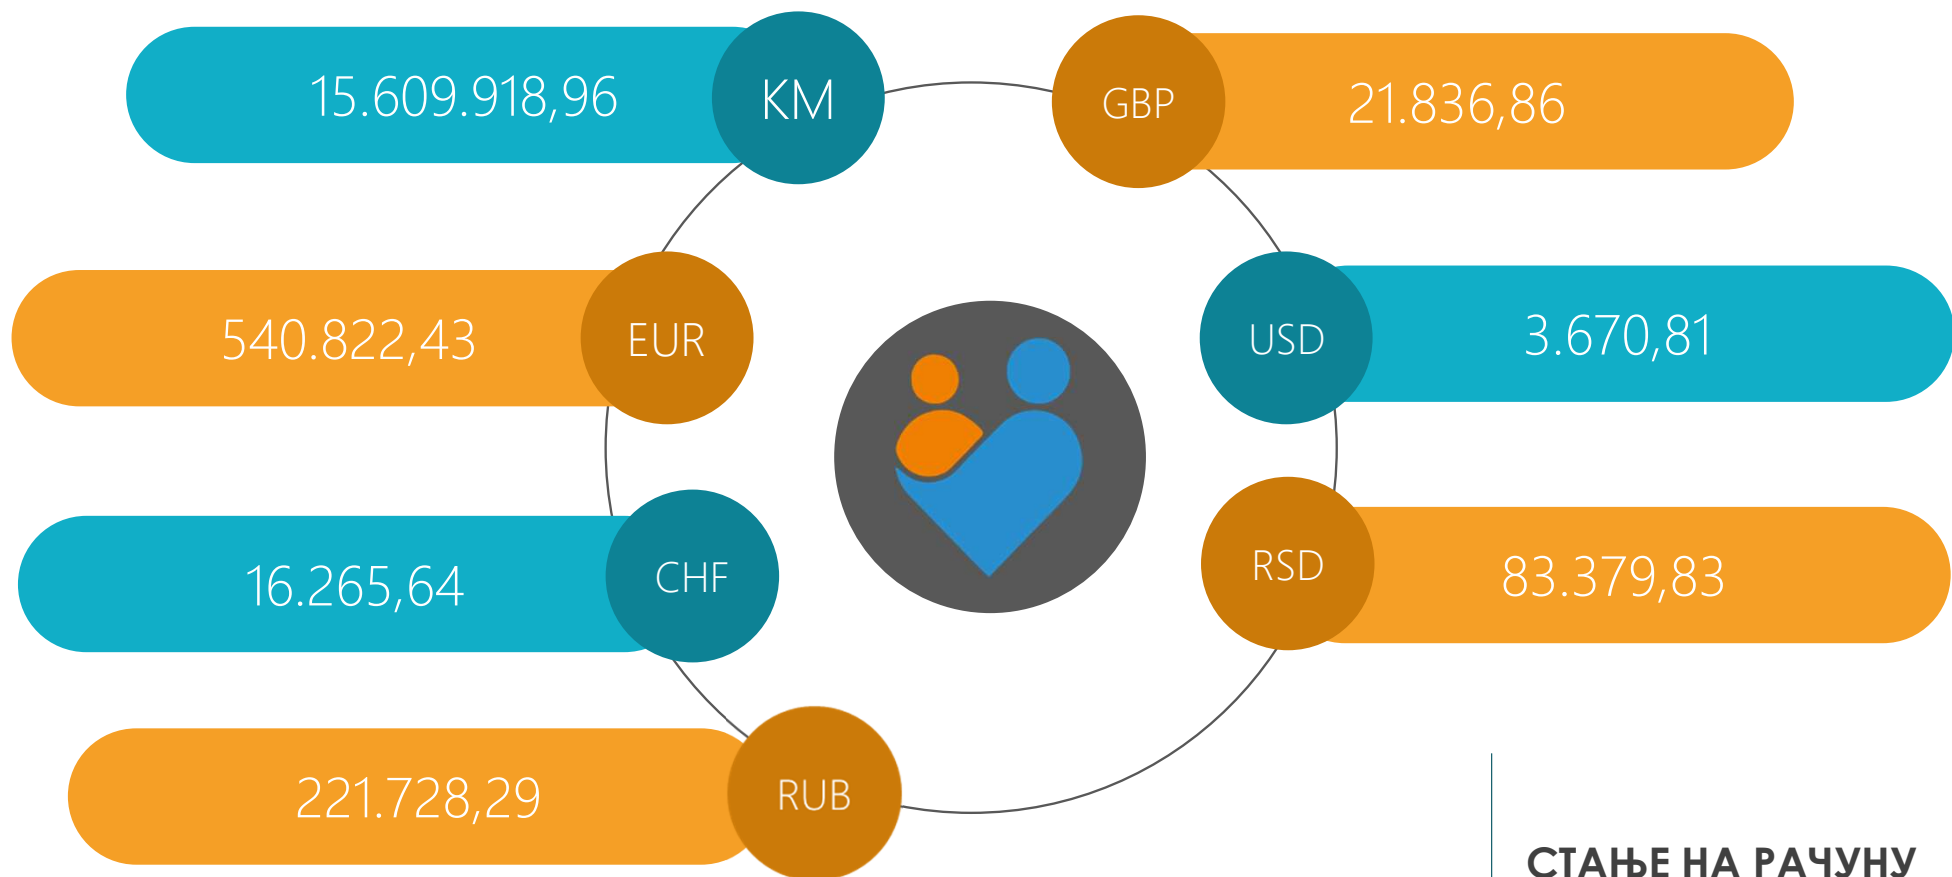 15.609.918,96 KM
GBP 21.836,86
540.822,43 EUR
USD 3.670,81
16.265,64 CHF
RSD 83.379,83
221.728,29 RUB
СТАЊЕ НА РАЧУНУ